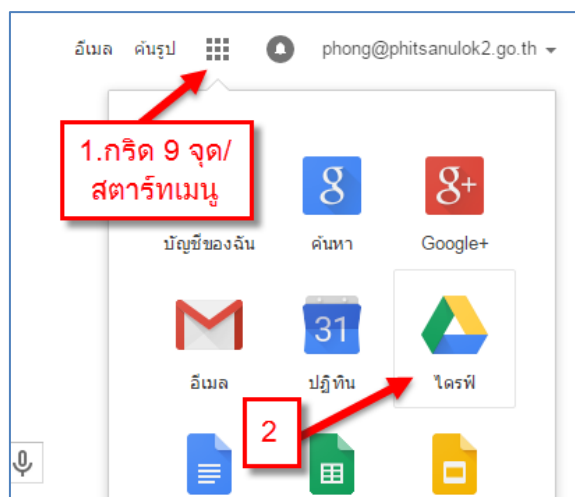 อีเมล ค้นรูป phong@phitsanulok2.go.th
1.กริด 9 จุด/
สตาร์ทเมนู
g
g+
บัญชีของฉัน ค้นหา Google+
31
อีเมล ปฏิทิน ไดรฟ์
2